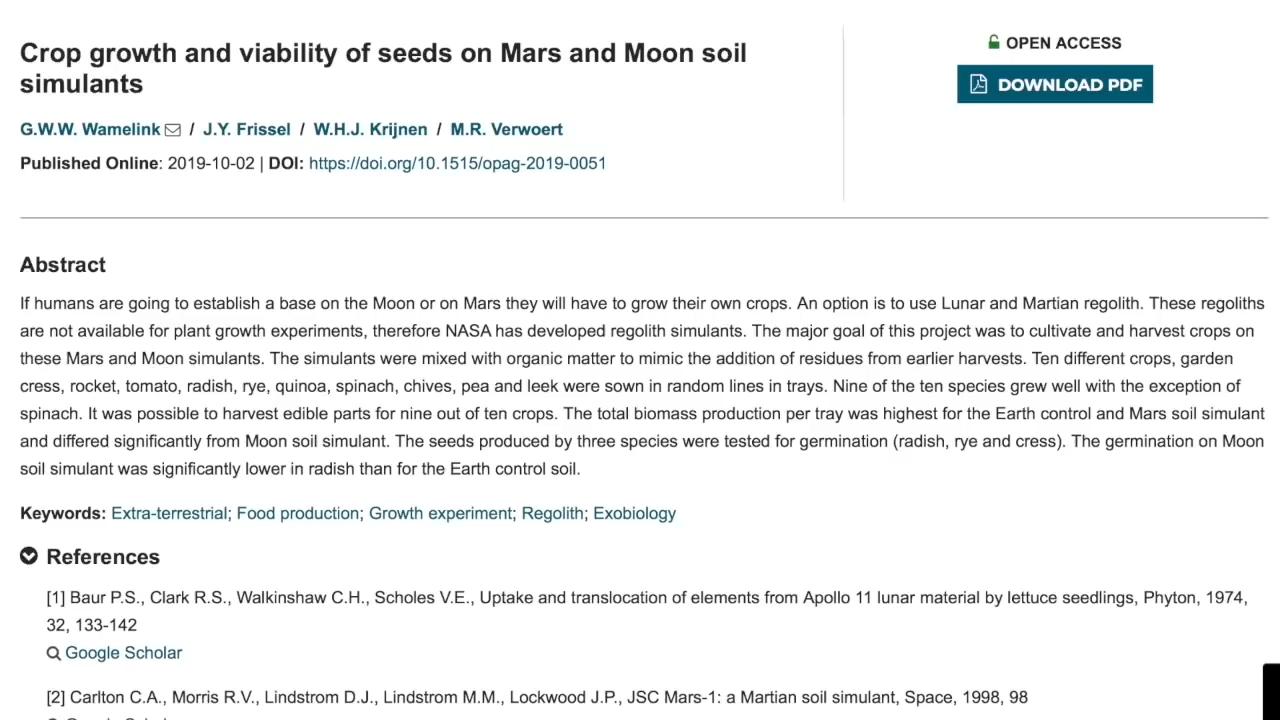 Crop growth and viability of seeds on Mars and Moon soil
simulants
OPEN ACCESS
DOWNLOAD PDF
G.W.W. Wamelink / J.Y. Frissel / W.H.J. Krijnen / M.R. Verwoert
Published Online: 2019-10-02 | DOI: https://doi.org/10.1515/opag-2019-0051
Abstract
If humans are going to establish a base on the Moon or on Mars they will have to grow their own crops. An option is to use Lunar and Martian regolith. These regoliths
are not available for plant growth experiments, therefore NASA has developed regolith simulants. The major goal of this project was to cultivate and harvest crops on
these Mars and Moon simulants. The simulants were mixed with organic matter to mimic the addition of residues from earlier harvests. Ten different crops, garden
cress, rocket, tomato, radish, rye, quinoa, spinach, chives, pea and leek were sown in random lines in trays. Nine of the ten species grew well with the exception of
spinach. It was possible to harvest edible parts for nine out of ten crops. The total biomass production per tray was highest for the Earth control and Mars soil simulant
and differed significantly from Moon soil simulant. The seeds produced by three species were tested for germination (radish, rye and cress). The germination on Moon
soil simulant was significantly lower in radish than for the Earth control soil.
Keywords: Extra-terrestrial; Food production; Growth experiment; Regolith; Exobiology
References
[1] Baur P.S., Clark R.S., Walkinshaw C.H., Scholes V.E., Uptake and translocation of elements from Apollo 11 lunar material by lettuce seedlings, Phyton, 1974,
32, 133-142
Google Scholar
[2] Carlton C.A., Morris R.V., Lindstrom D.J., Lindstrom M.M., Lockwood J.P., JSC Mars-1: a Martian soil simulant, Space, 1998, 98